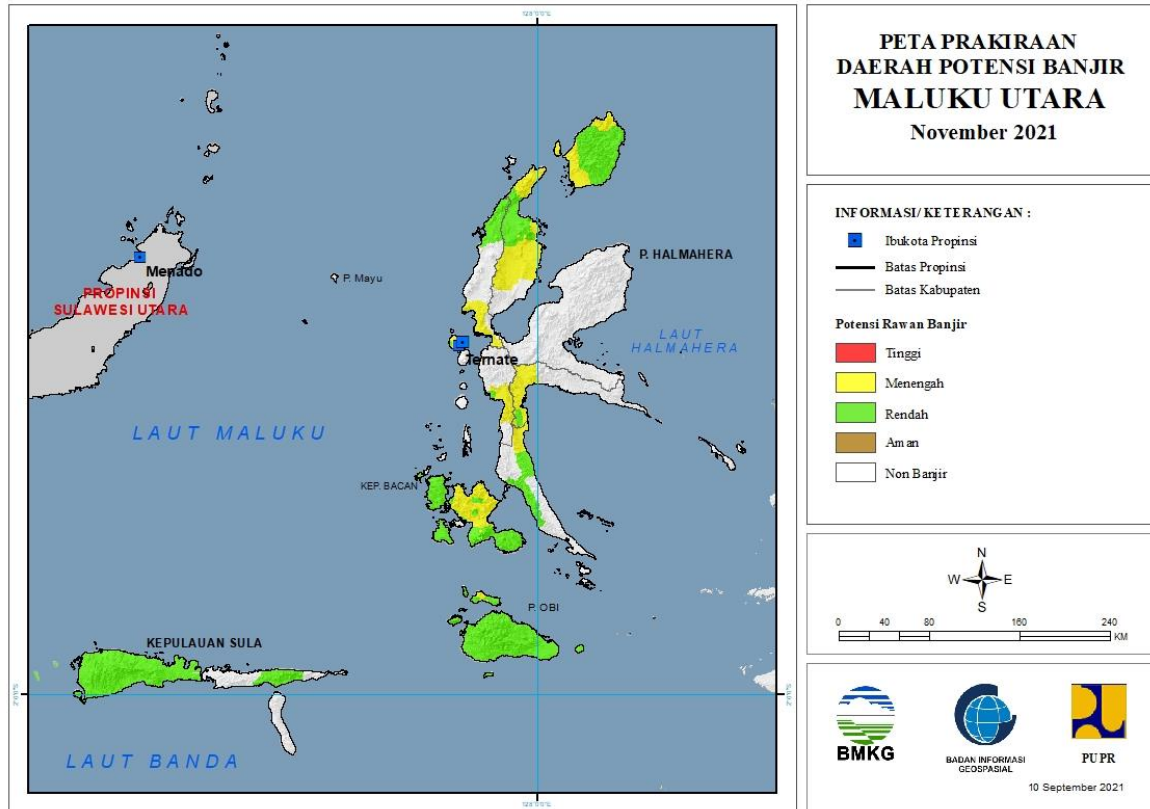 PETA PRAKIRAAN
DAERAH POTENSI BANJIR
MALUKU UTARA
November 2021
INFORMASI/ KETERANGAN :
Ibukota Propinsi
Batas Propinsi
Batas Kabupaten
Potensi Rawan Banjir
Tinggi
Menengah
Rendah
Aman
Non Banjir
N
W E
S
0 40 80 160 240
KM
BMKG
BADAN INFORMASI
GEOSPASIAL
PUPR
10 September 2021
Menado
PROPINSI
SULAWESI UTARA
P. Mayu
P. HALMAHERA
LAUT
HALMAHERA
Ternate
LAUT MALUKU
KEP. BACAN
P. OBI
KEPULAUAN SULA
LAUT BANDA